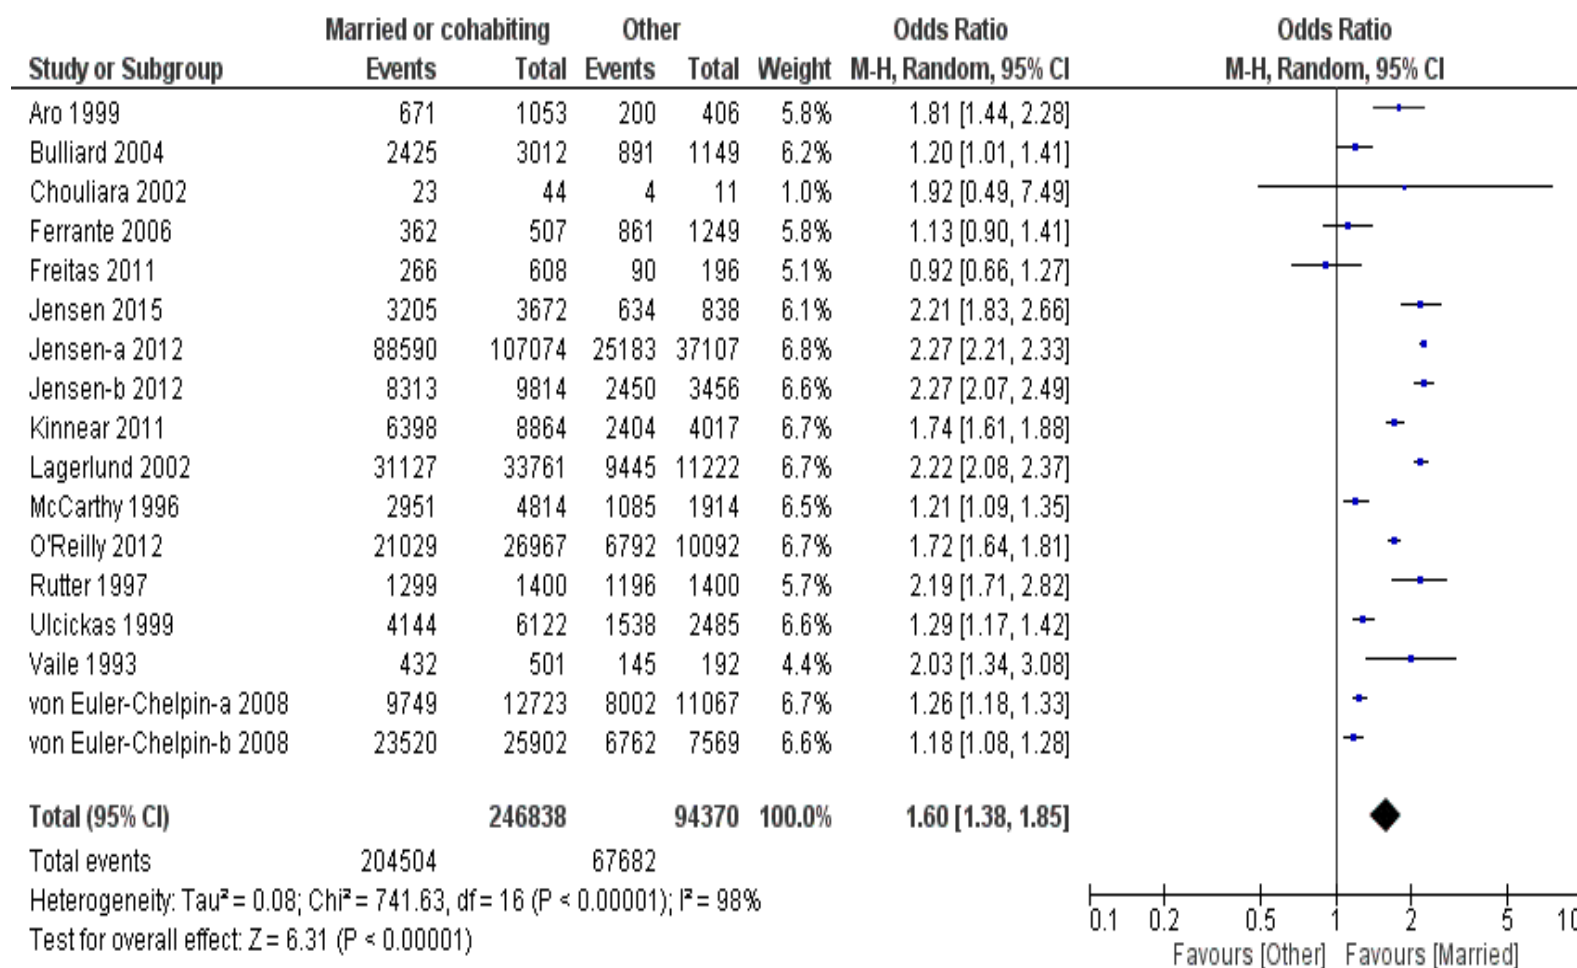 Married or cohabiting Other Odds Ratio Odds Ratio
Study or Subgroup Events Total Events Total Weight M-H, Random, 95% CI M-H, Random, 95% CI
Aro 1999 671 1053 200 406 5.8% 1.81 [1.44, 2.28]
Bulliard 2004 2425 3012 891 1149 6.2% 1.20 [1.01, 1.41]
Chouliara 2002 23 44 4 11 1.0% 1.92 [0.49, 7.49]
Ferrante 2006 362 507 861 1249 5.8% 1.13 [0.90, 1.41]
Freitas 2011 266 608 90 196 5.1% 0.92 [0.66, 1.27]
Jensen 2015 3205 3672 634 838 6.1% 2.21 [1.83, 2.66]
Jensen-a 2012 88590 107074 25183 37107 6.8% 2.27 [2.21, 2.33]
Jensen-b 2012 8313 9814 2450 3456 6.6% 2.27 [2.07, 2.49]
Kinnear 2011 6398 8864 2404 4017 6.7% 1.74 [1.61, 1.88]
Lagerlund 2002 31127 33761 9445 11222 6.7% 2.22 [2.08, 2.37]
McCarthy 1996 2951 4814 1085 1914 6.5% 1.21 [1.09, 1.35]
O'Reilly 2012 21029 26967 6792 10092 6.7% 1.72 [1.64, 1.81]
Rutter 1997 1299 1400 1196 1400 5.7% 2.19 [1.71, 2.82]
Ulcickas 1999 4144 6122 1538 2485 6.6% 1.29 [1.17, 1.42]
Vaile 1993 432 501 145 192 4.4% 2.03 [1.34, 3.08]
von Euler-Chelpin-a 2008 9749 12723 8002 11067 6.7% 1.26 [1.18, 1.33]
von Euler-Chelpin-b 2008 23520 25902 6762 7569 6.6% 1.18 [1.08, 1.28]
Total (95% CI) 246838 94370 100.0% 1.60 [1.38, 1.85]
Total events 204504 67682
Heterogeneity: Tau² = 0.08; Chi² = 741.63, df = 16 (P < 0.00001); I² = 98%
Test for overall effect: Z = 6.31 (P < 0.00001)
0.1 0.2 0.5 1 2 5 10
Favours [Other] Favours [Married]